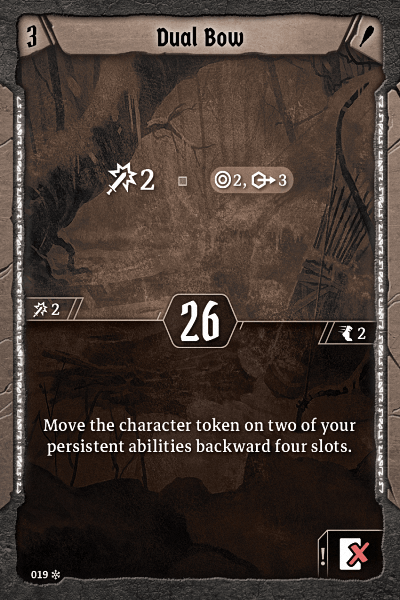 3 Dual Bow
2 2, 3
2 26 2
Move the character token on two of your
persistent abilities backward four slots.
!
019